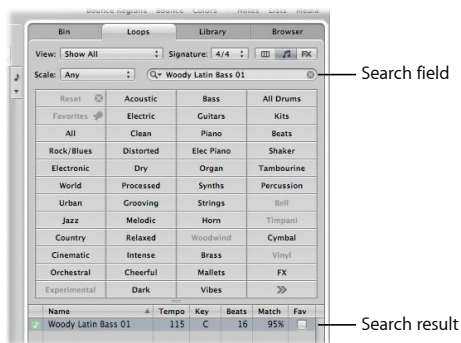 Bounce Regions Bounce Colors Notes Lists Media
Bin Loops Library Browser
View: Show All Signature: 4/4 FX
Scale: Any Woody Latin Bass 01 Search field
Reset Acoustic Bass All Drums
Favorites Electric Guitars Kits
All Clean Piano Beats
Rock/Blues Distorted Elec Piano Shaker
Electronic Dry Organ Tambourine
World Processed Synths Percussion
Urban Grooving Strings Bell
Jazz Melodic Horn Timpani
Country Relaxed Woodwind Cymbal
Cinematic Intense Brass Vinyl
Orchestral Cheerful Mallets FX
Experimental Dark Vibes
Name Tempo Key Beats Match Fav
Woody Latin Bass 01 115 C 16 95% Search result